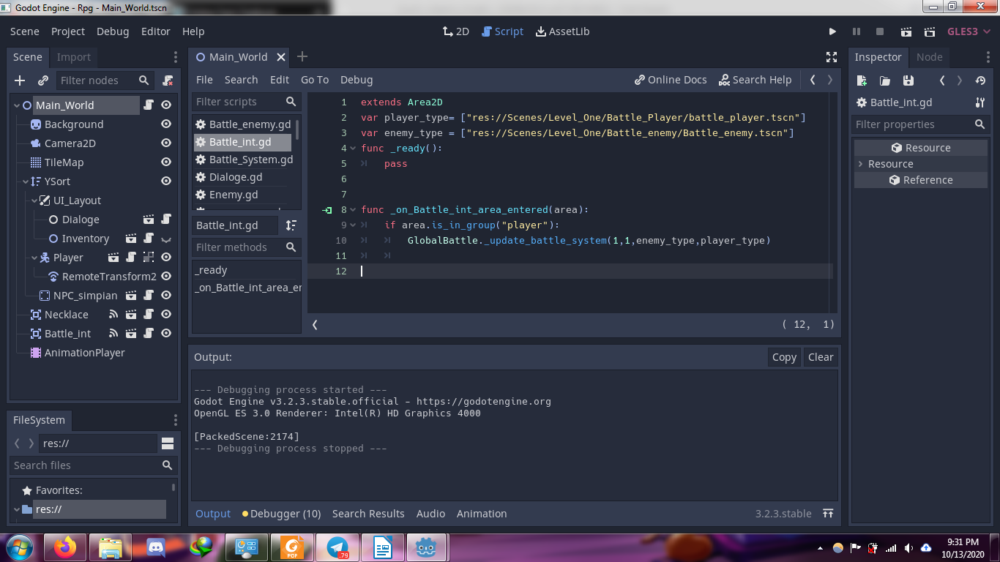 Godot Engine - Rpg - Main_World.tscn
Scene Project Debug Editor Help
2D Script AssetLib
GLES3
Scene Import
Filter nodes
Main_World
Background
Camera2D
TileMap
YSort
UI_Layout
Dialoge
Inventory
Player
RemoteTransform2
NPC_simpian
Necklace
Battle_int
AnimationPlayer
FileSystem
res://
Search files
Favorites:
res://
Main_World
File Search Edit Go To Debug
Online Docs Search Help
Filter scripts
Battle_enemy.gd
Battle_int.gd
Battle_System.gd
Dialoge.gd
Enemy.gd
Battle_int.gd
Filter methods
_ready
_on_Battle_int_area_en
1 extends Area2D
2 var player_type= ["res://Scenes/Level_One/Battle_Player/battle_player.tscn"]
3 var enemy_type = ["res://Scenes/Level_One/Battle_enemy/Battle_enemy.tscn"]
4 func _ready():
5 pass
6
7
8 func _on_Battle_int_area_entered(area):
9 if area.is_in_group("player"):
10 GlobalBattle._update_battle_system(1,1,enemy_type,player_type)
11
12
( 12, 1)
Output:
Copy Clear
--- Debugging process started ---
Godot Engine v3.2.3.stable.official - https://godotengine.org
OpenGL ES 3.0 Renderer: Intel(R) HD Graphics 4000
[PackedScene:2174]
--- Debugging process stopped ---
Output Debugger (10) Search Results Audio Animation
3.2.3.stable
Inspector Node
Battle_int.gd
Filter properties
Resource
Resource
Reference
PDF
.79
9:31 PM
10/13/2020